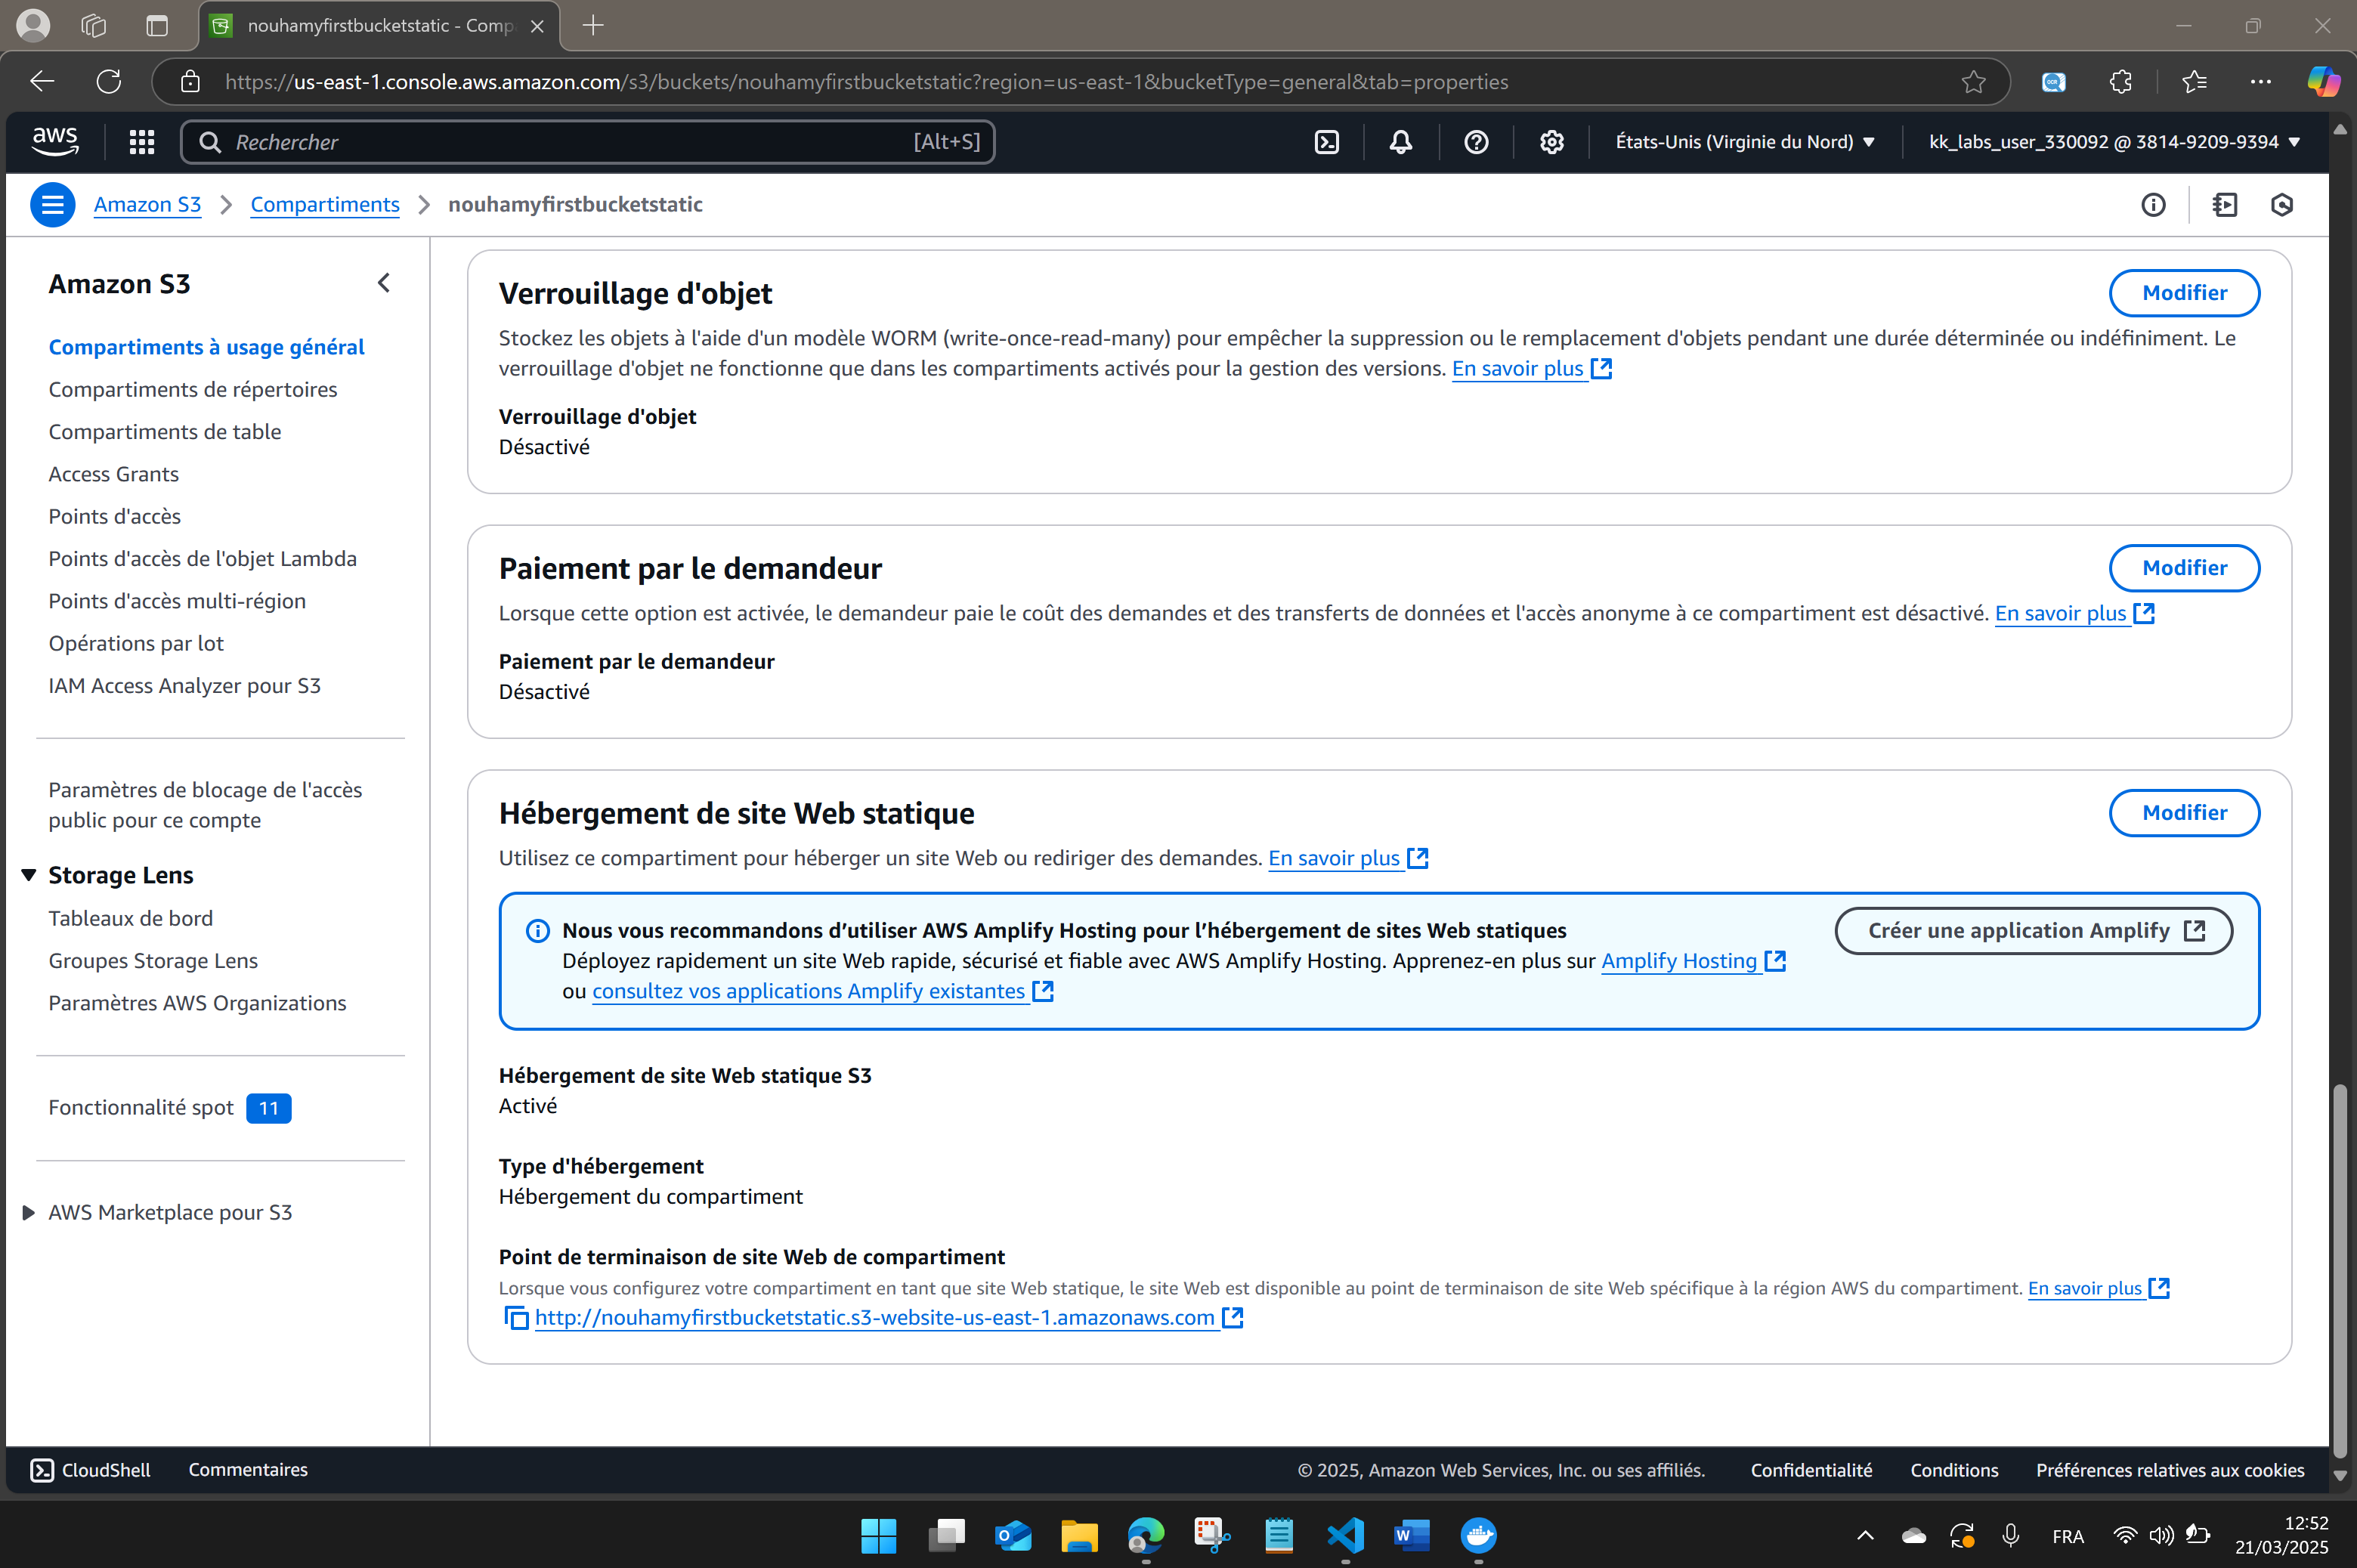 nouhamyfirstbucketstatic - Comp
https://us-east-1.console.aws.amazon.com/s3/buckets/nouhamyfirstbucketstatic?region=us-east-1&bucketType=general&tab=properties
aws
Rechercher
[Alt+S]
États-Unis (Virginie du Nord)
kk_labs_user_330092 @ 3814-9209-9394
Amazon S3
Compartiments
nouhamyfirstbucketstatic
Amazon S3
Compartiments à usage général
Compartiments de répertoires
Compartiments de table
Access Grants
Points d'accès
Points d'accès de l'objet Lambda
Points d'accès multi-région
Opérations par lot
IAM Access Analyzer pour S3
Paramètres de blocage de l'accès
public pour ce compte
Storage Lens
Tableaux de bord
Groupes Storage Lens
Paramètres AWS Organizations
Fonctionnalité spot 11
AWS Marketplace pour S3
Verrouillage d'objet
Modifier
Stockez les objets à l'aide d'un modèle WORM (write-once-read-many) pour empêcher la suppression ou le remplacement d'objets pendant une durée déterminée ou indéfiniment. Le
verrouillage d'objet ne fonctionne que dans les compartiments activés pour la gestion des versions. En savoir plus
Verrouillage d'objet
Désactivé
Paiement par le demandeur
Modifier
Lorsque cette option est activée, le demandeur paie le coût des demandes et des transferts de données et l'accès anonyme à ce compartiment est désactivé. En savoir plus
Paiement par le demandeur
Désactivé
Hébergement de site Web statique
Modifier
Utilisez ce compartiment pour héberger un site Web ou rediriger des demandes. En savoir plus
Nous vous recommandons d’utiliser AWS Amplify Hosting pour l’hébergement de sites Web statiques
Créer une application Amplify
Déployez rapidement un site Web rapide, sécurisé et fiable avec AWS Amplify Hosting. Apprenez-en plus sur Amplify Hosting
ou consultez vos applications Amplify existantes
Hébergement de site Web statique S3
Activé
Type d'hébergement
Hébergement du compartiment
Point de terminaison de site Web de compartiment
Lorsque vous configurez votre compartiment en tant que site Web statique, le site Web est disponible au point de terminaison de site Web spécifique à la région AWS du compartiment. En savoir plus
http://nouhamyfirstbucketstatic.s3-website-us-east-1.amazonaws.com
CloudShell
Commentaires
© 2025, Amazon Web Services, Inc. ou ses affiliés.
Confidentialité
Conditions
Préférences relatives aux cookies
FRA
12:52
21/03/2025